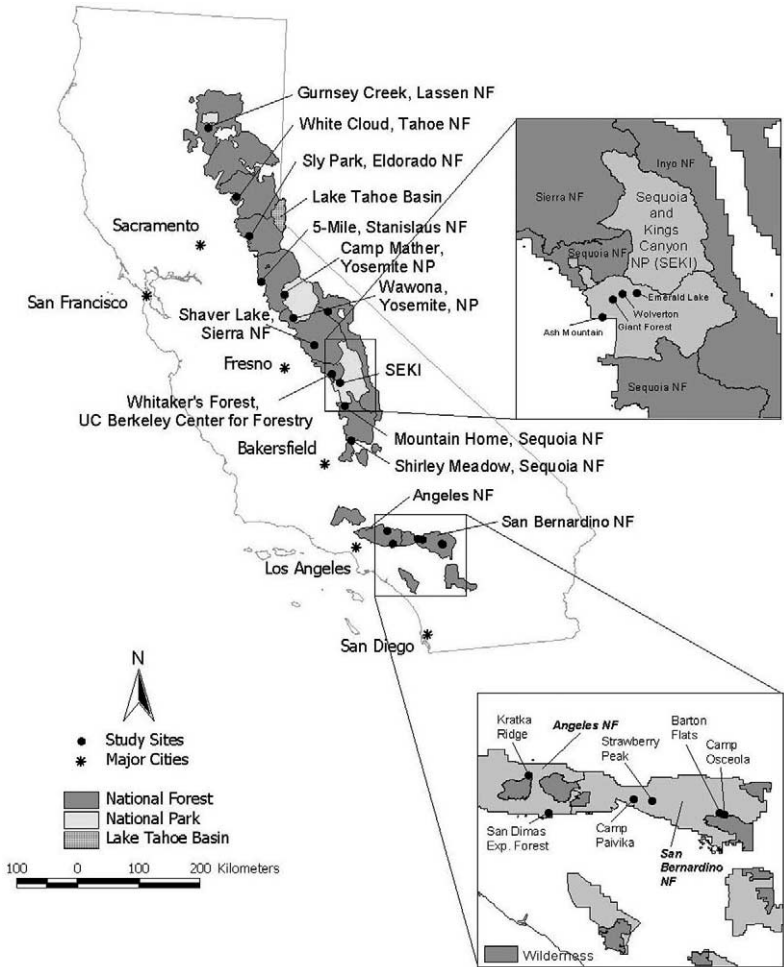 Gurnsey Creek, Lassen NF
White Cloud, Tahoe NF
Sly Park, Eldorado NF
Lake Tahoe Basin
Sacramento
5-Mile, Stanislaus NF
Camp Mather,
Yosemite NP
San Francisco
Wawona,
Yosemite, NP
Shaver Lake,
Sierra NF
Fresno
SEKI
Whitaker's Forest,
UC Berkeley Center for Forestry
Mountain Home, Sequoia NF
Bakersfield
Shirley Meadow, Sequoia NF
Angeles NF
San Bernardino NF
Los Angeles
San Diego
Inyo NF
Sierra NF
Sequoia
and
Kings
Canyon
NP (SEKI)
Sequoia NF
Emerald Lake
Wolverton
Giant Forest
Ash Mountain
Sequoia NF
N
Study Sites
Major Cities
National Forest
National Park
Lake Tahoe Basin
100 0 100 200 Kilometers
Kratka
Ridge
Angeles NF
Strawberry
Peak
Barton
Flats
Camp
Osceola
San Dimas
Exp. Forest
Camp
Paivika
San
Bernardino
NF
Wilderness